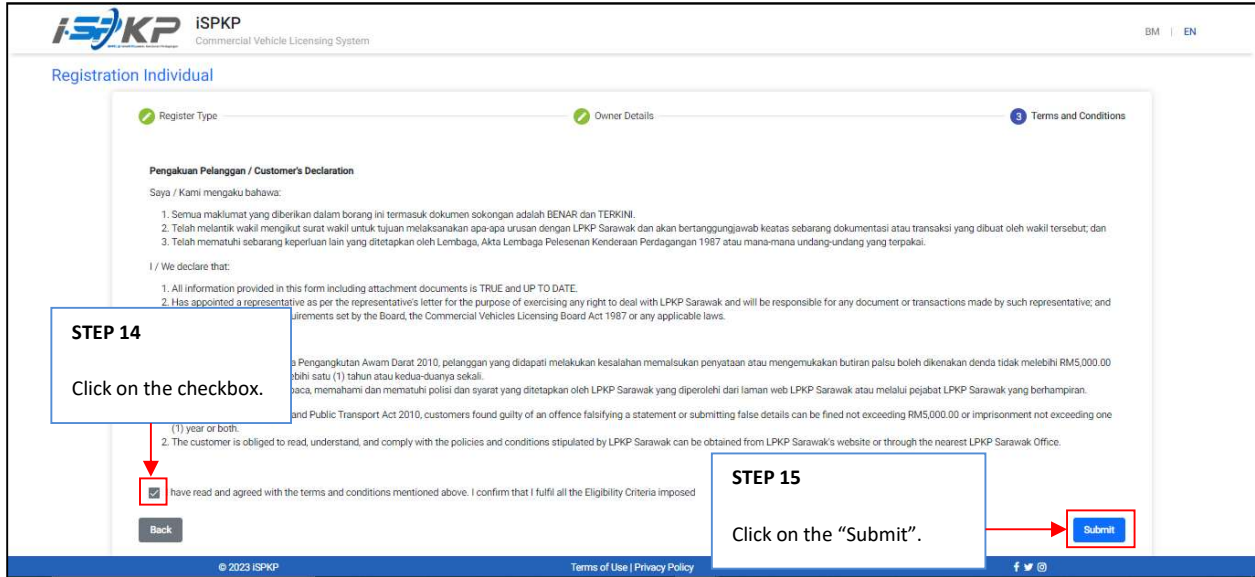 i-SPKP
iSPKP
Commercial Vehicle Licensing System
BM | EN
Registration Individual
Register Type
Owner Details
3 Terms and Conditions
Pengakuan Pelanggan / Customer's Declaration
Saya / Kami mengaku bahawa:
1. Semua maklumat yang diberikan dalam borang ini termasuk dokumen sokongan adalah BENAR dan TERKINI.
2. Telah melantik wakil mengikut surat wakil untuk tujuan melaksanakan apa-apa urusan dengan LPKP Sarawak dan akan bertanggungjawab keatas sebarang dokumentasi atau transaksi yang dibuat oleh wakil tersebut; dan
3. Telah mematuhi sebarang keperluan lain yang ditetapkan oleh Lembaga, Akta Lembaga Pelesenan Kenderaan Perdagangan 1987 atau mana-mana undang-undang yang terpakai.
I / We declare that:
1. All information provided in this form including attachment documents is TRUE and UP TO DATE.
2. Has appointed a representative as per the representative's letter for the purpose of exercising any right to deal with LPKP Sarawak and will be responsible for any document or transactions made by such representative; and
uirements set by the Board, the Commercial Vehicles Licensing Board Act 1987 or any applicable laws.
STEP 14
Click on the checkbox.
a Pengangkutan Awam Darat 2010, pelanggan yang didapati melakukan kesalahan memalsukan penyataan atau mengemukakan butiran palsu boleh dikenakan denda tidak melebihi RM5,000.00
ebihi satu (1) tahun atau kedua-duanya sekali.
baca, memahami dan mematuhi polisi dan syarat yang ditetapkan oleh LPKP Sarawak yang diperolehi dari laman web LPKP Sarawak atau melalui pejabat LPKP Sarawak yang berhampiran.
and Public Transport Act 2010, customers found guilty of an offence falsifying a statement or submitting false details can be fined not exceeding RM5,000.00 or imprisonment not exceeding one
(1) year or both.
2. The customer is obliged to read, understand, and comply with the policies and conditions stipulated by LPKP Sarawak can be obtained from LPKP Sarawak's website or through the nearest LPKP Sarawak Office.
have read and agreed with the terms and conditions mentioned above. I confirm that I fulfil all the Eligibility Criteria imposed
STEP 15
Click on the “Submit”.
Back
Submit
© 2023 iSPKP
Terms of Use | Privacy Policy